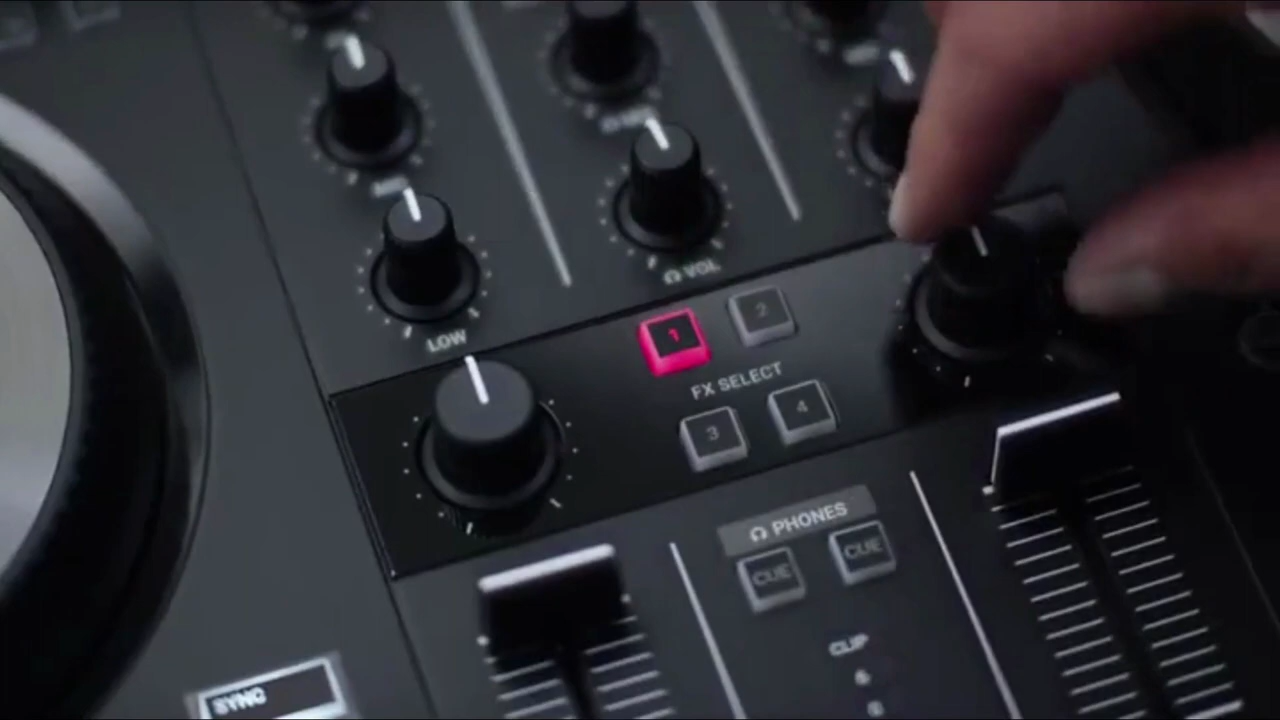 🎧 VOL
LOW
1
2
FX SELECT
3
4
🎧 PHONES
CUE
CUE
CLIP
SYNC